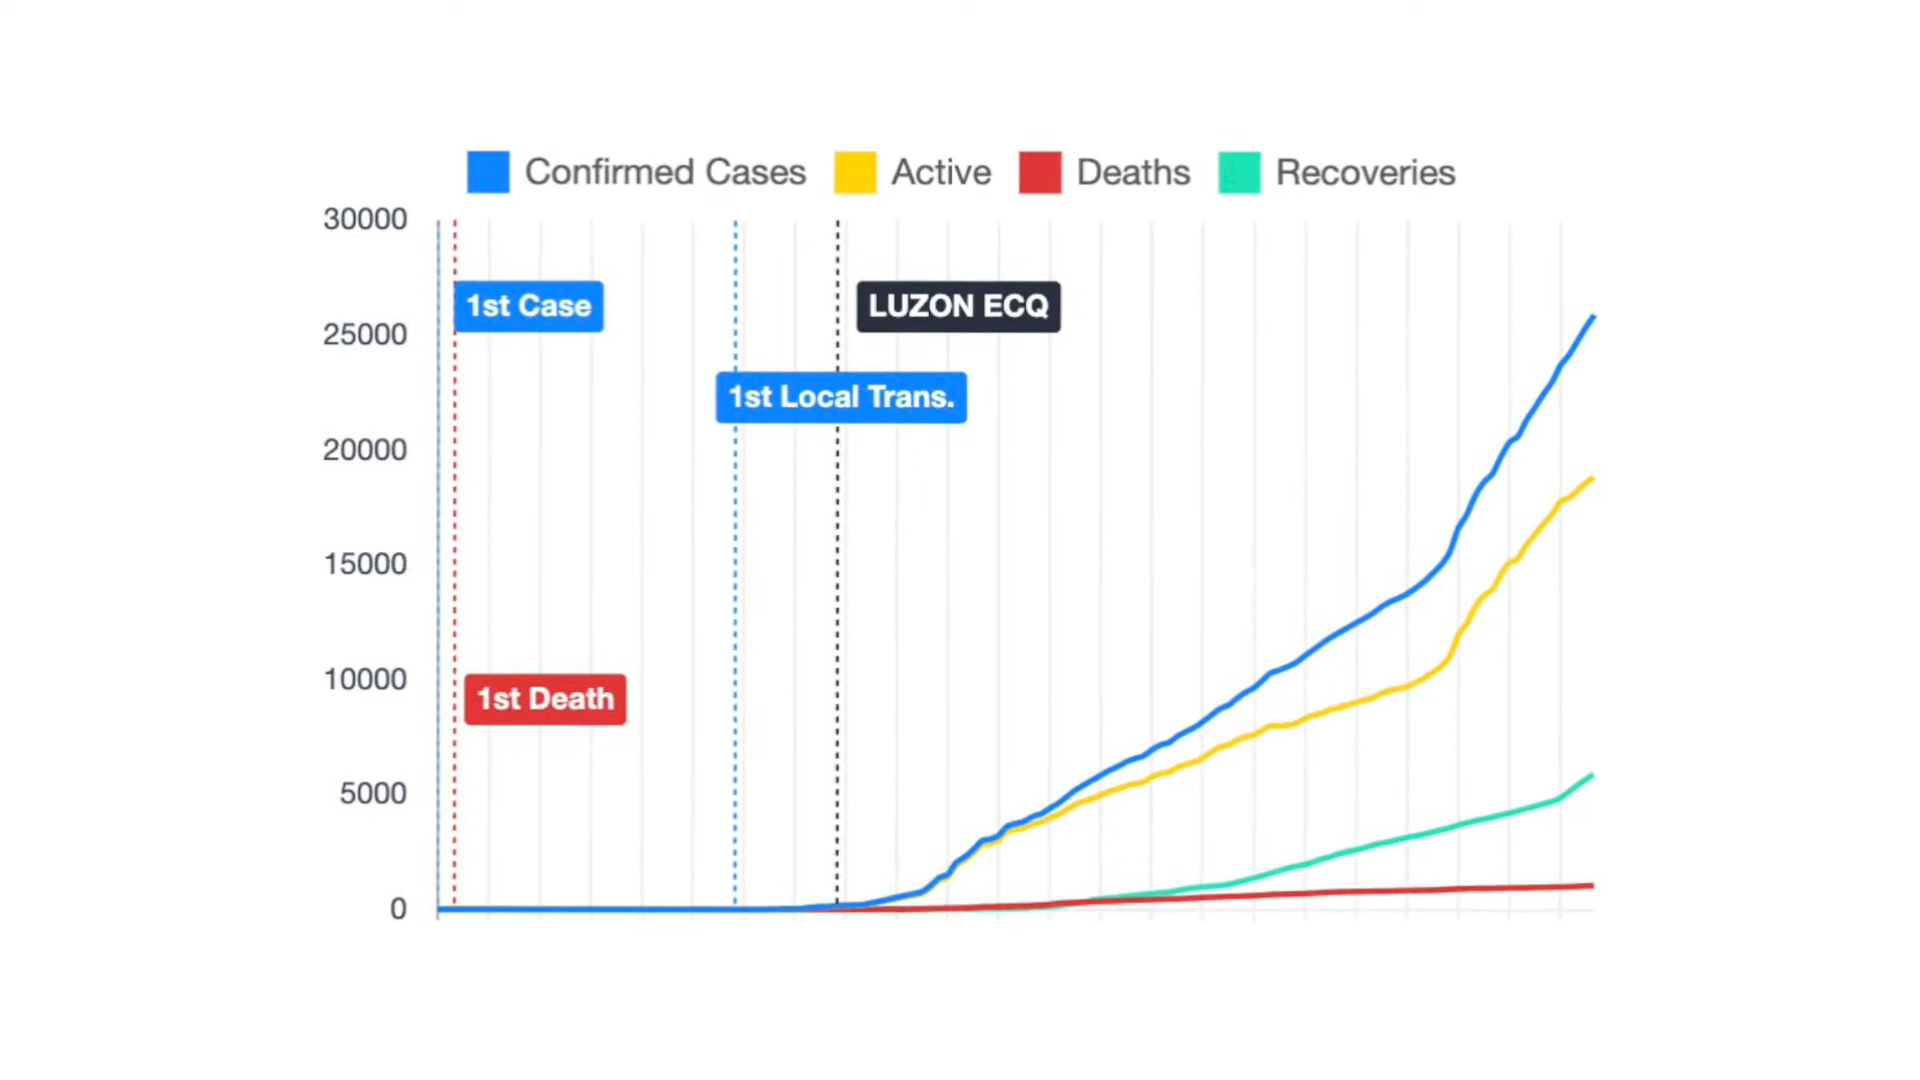 Confirmed Cases Active Deaths Recoveries
30000
1st Case
LUZON ECQ
25000
1st Local Trans.
20000
15000
10000
1st Death
5000
0